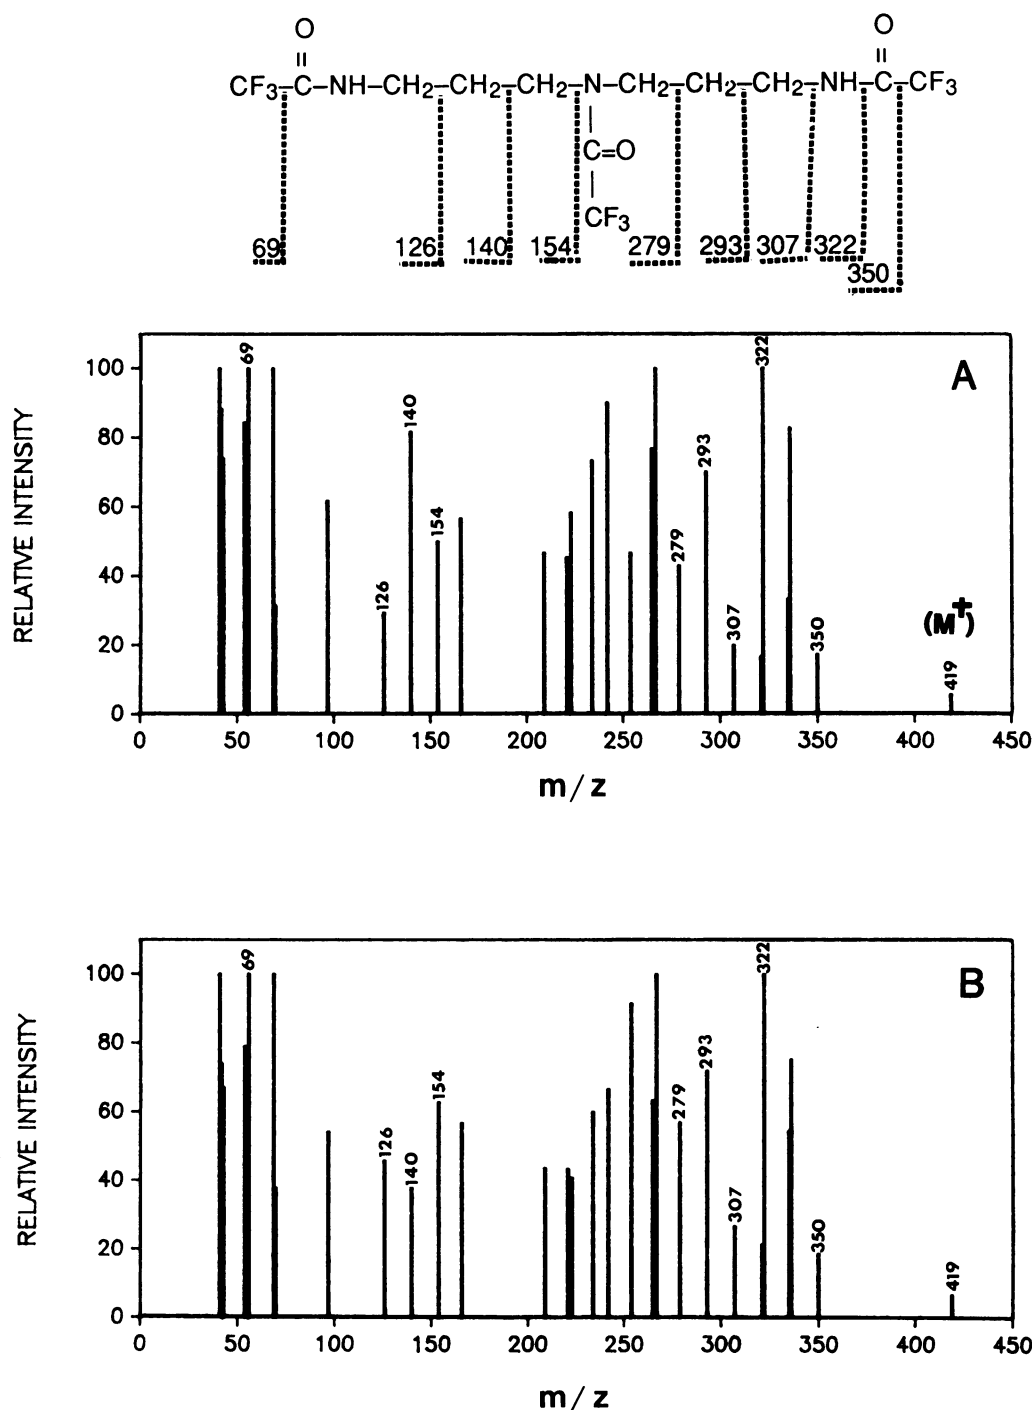 O O
CF3-C-NH-CH2-CH2-CH2-N-CH2-CH2-CH2-NH-C-CF3
C=O
CF3
69 126 140 154 279 293 307 322
350
A
RELATIVE INTENSITY
100
80
60
40
20
0
69 126 140 154 279 293 307 322 350 419
(M+)
0 50 100 150 200 250 300 350 400 450
m/z
B
RELATIVE INTENSITY
100
80
60
40
20
0
69 126 140 154 279 293 307 322 350 419
0 50 100 150 200 250 300 350 400 450
m/z